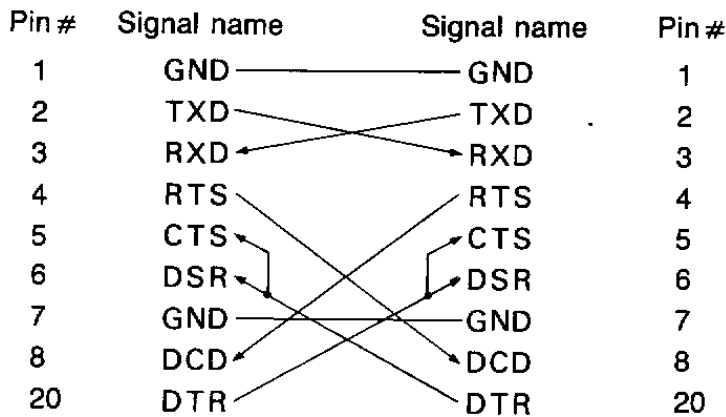 Pin # Signal name Signal name Pin #
1 GND GND 1
2 TXD TXD 2
3 RXD RXD 3
4 RTS RTS 4
5 CTS CTS 5
6 DSR DSR 6
7 GND GND 7
8 DCD DCD 8
20 DTR DTR 20